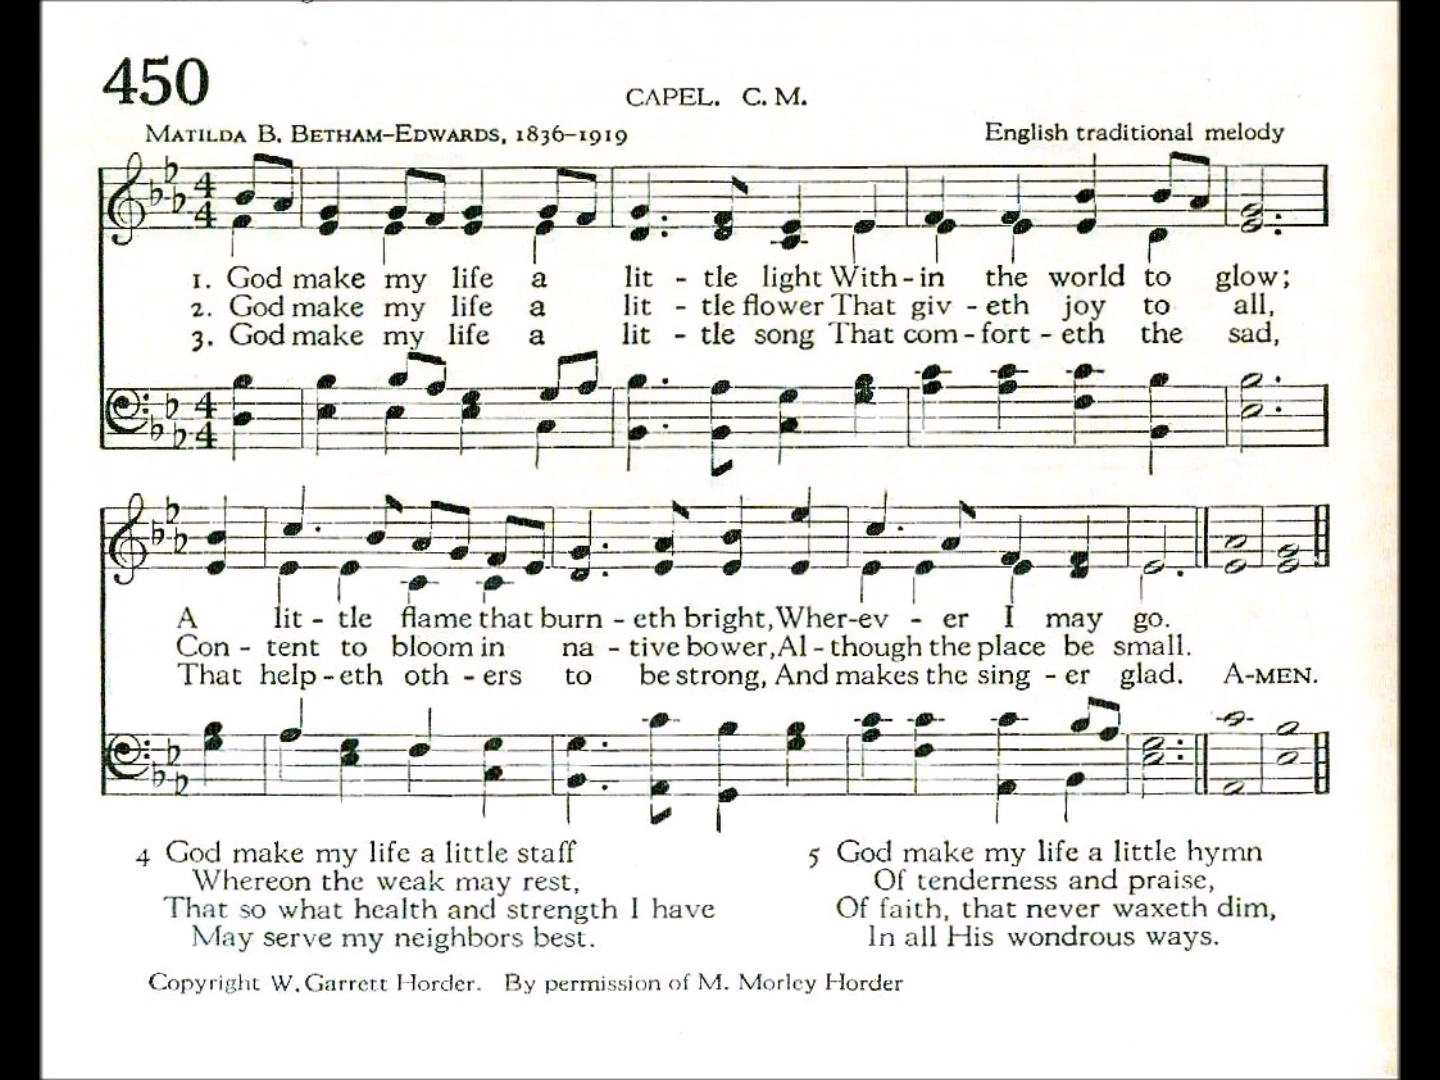 450
CAPEL. C. M.
MATILDA B. BETHAM-EDWARDS, 1836-1919
English traditional melody
1. God make my life a lit - tle light With - in the world to glow;
2. God make my life a lit - tle flower That giv - eth joy to all,
3. God make my life a lit - tle song That com - fort - eth the sad,
A lit - tle flame that burn - eth bright, Wher-ev - er I may go.
Con - tent to bloom in na - tive bower, Al - though the place be small.
That help - eth oth - ers to be strong, And makes the sing - er glad. A-MEN.
4 God make my life a little staff
Whereon the weak may rest,
That so what health and strength I have
May serve my neighbors best.
5 God make my life a little hymn
Of tenderness and praise,
Of faith, that never waxeth dim,
In all His wondrous ways.
Copyright W. Garrett Horder. By permission of M. Morley Horder